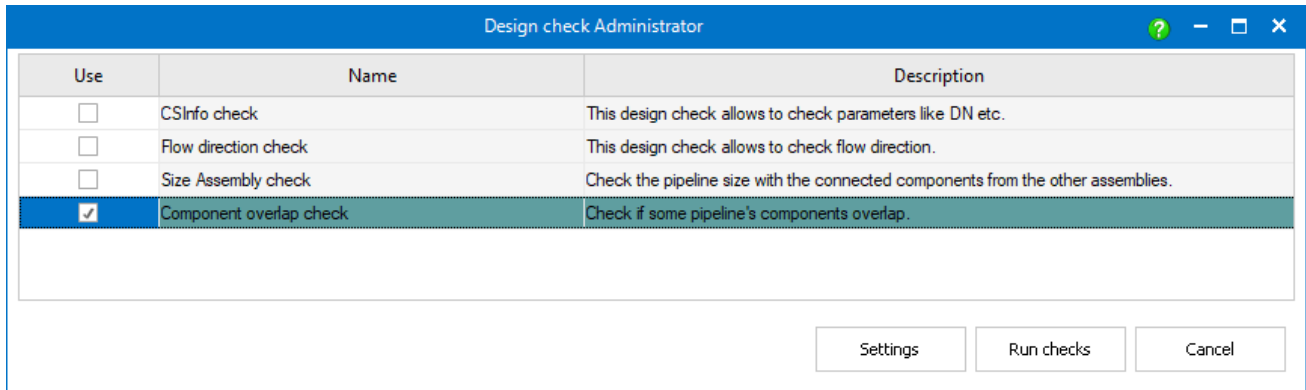 Design check Administrator
?
Use Name Description
CSInfo check This design check allows to check parameters like DN etc.
Flow direction check This design check allows to check flow direction.
Size Assembly check Check the pipeline size with the connected components from the other assemblies.
Component overlap check Check if some pipeline's components overlap.
Settings Run checks Cancel